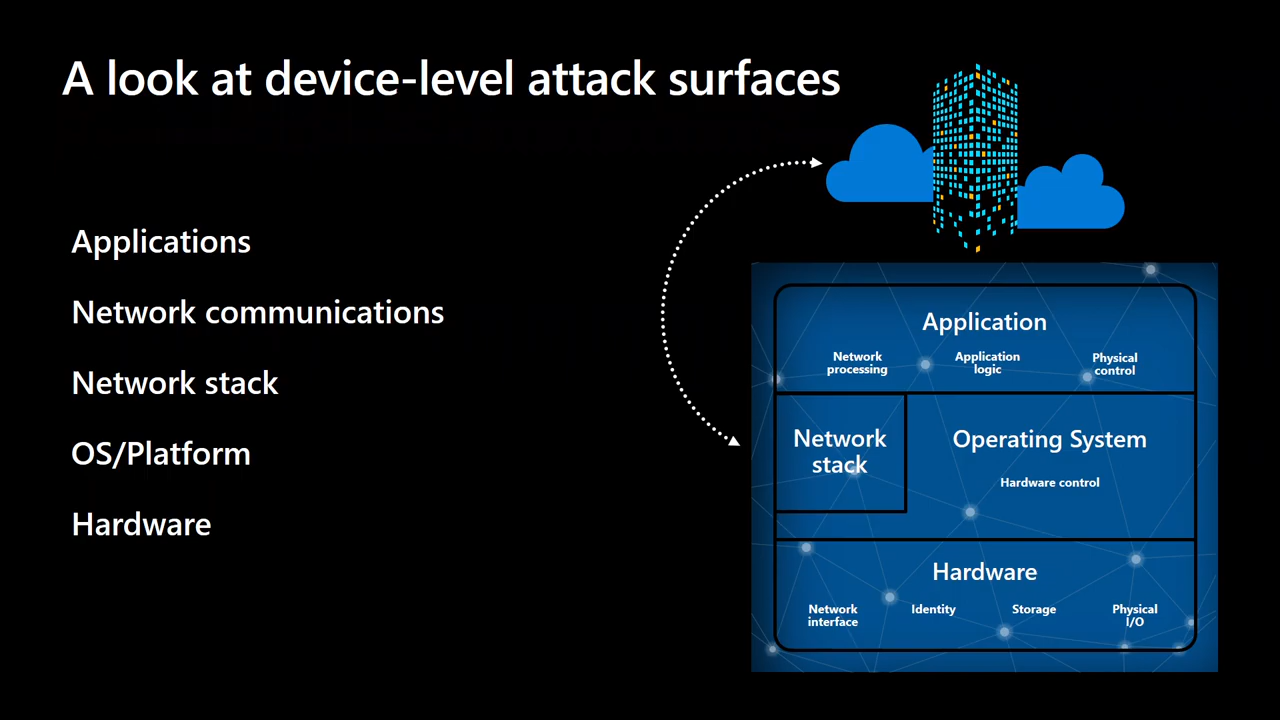 A look at device-level attack surfaces
Applications
Network communications
Network stack
OS/Platform
Hardware
Application
Network
processing
Application
logic
Physical
control
Network
stack
Operating System
Hardware control
Hardware
Network
interface
Identity
Storage
Physical
I/O